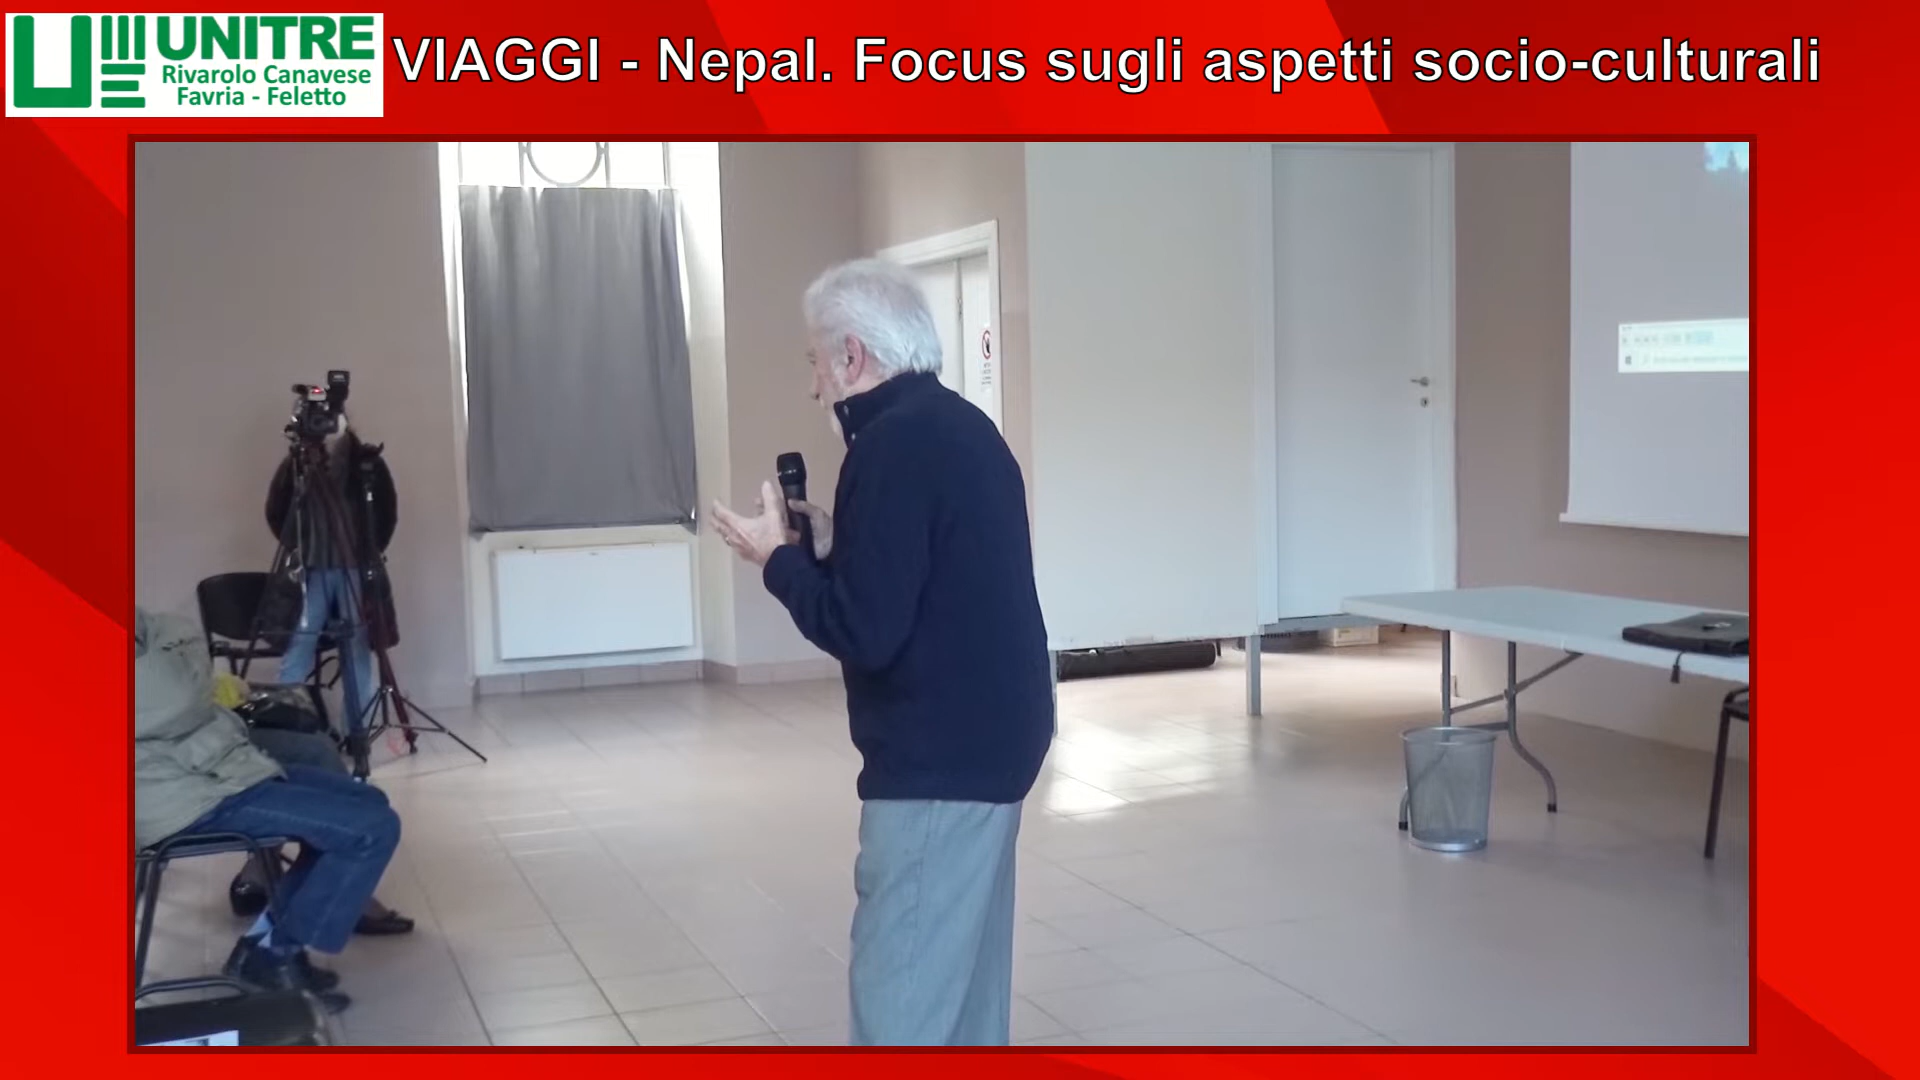 UNITRE
Rivarolo Canavese
Favria - Feletto
VIAGGI - Nepal. Focus sugli aspetti socio-culturali